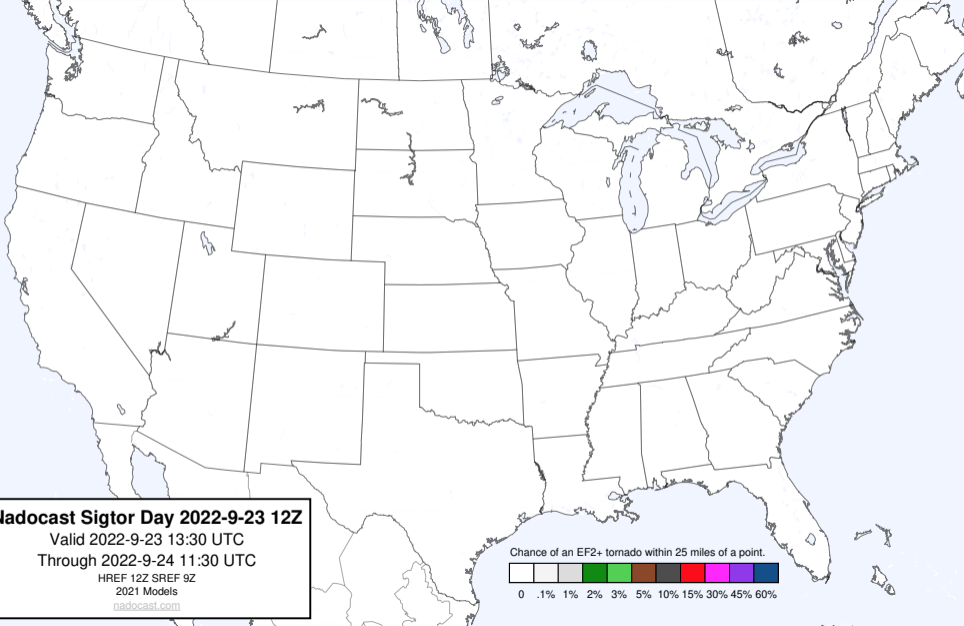 Nadocast Sigtor Day 2022-9-23 12Z
Valid 2022-9-23 13:30 UTC
Through 2022-9-24 11:30 UTC
HREF 12Z SREF 9Z
2021 Models
nadocast.com
Chance of an EF2+ tornado within 25 miles of a point.
0 .1% 1% 2% 3% 5% 10% 15% 30% 45% 60%